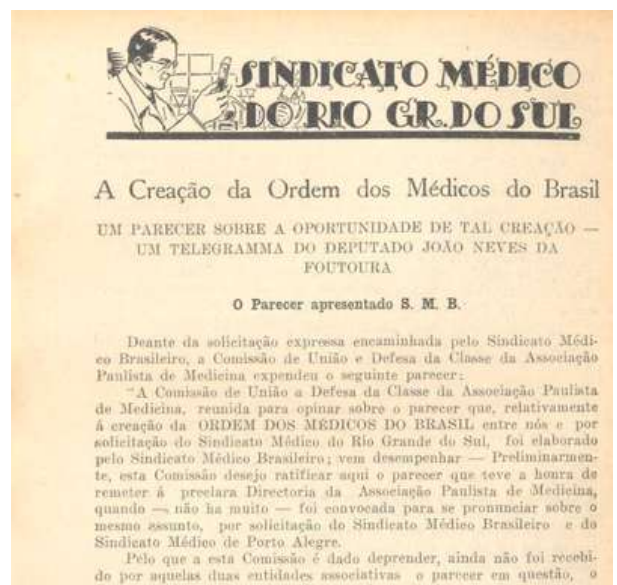 SINDICATO MÉDICO
DO RIO GR. DO SUL
A Creação da Ordem dos Médicos do Brasil
UM PARECER SOBRE A OPORTUNIDADE DE TAL CREAÇÃO —
UM TELEGRAMMA DO DEPUTADO JOÃO NEVES DA
FOUTOURA
O Parecer apresentado S. M. B.
Deante da solicitação expressa encaminhada pelo Sindicato Médi-
co Brasileiro, a Comissão de União e Defesa da Classe da Associação
Paulista de Medicina expendeu o seguinte parecer:
"A Comissão de União a Defesa da Classe da Associação Paulista
de Medicina, reunida para opinar sobre o parecer que, relativamente
á creação da ORDEM DOS MÉDICOS DO BRASIL entre nós e por
solicitação do Sindicato Médico do Rio Grande do Sul, foi elaborado
pelo Sindicato Médico Brasileiro; vem desempenhar — Preliminarmen-
te, esta Comissão desejo ratificar aqui o parecer que teve a honra de
remeter á preclara Directoria da Associação Paulista de Medicina,
quando — não ha muito — foi convocada para se pronunciar sobre o
mesmo assunto, por solicitação do Sindicato Médico Brasileiro e do
Sindicato Médico de Porto Alegre.
Pelo que a esta Comissão é dado deprender, ainda não foi recebi-
do por aquelas duas entidades associativas o parecer em questão, o